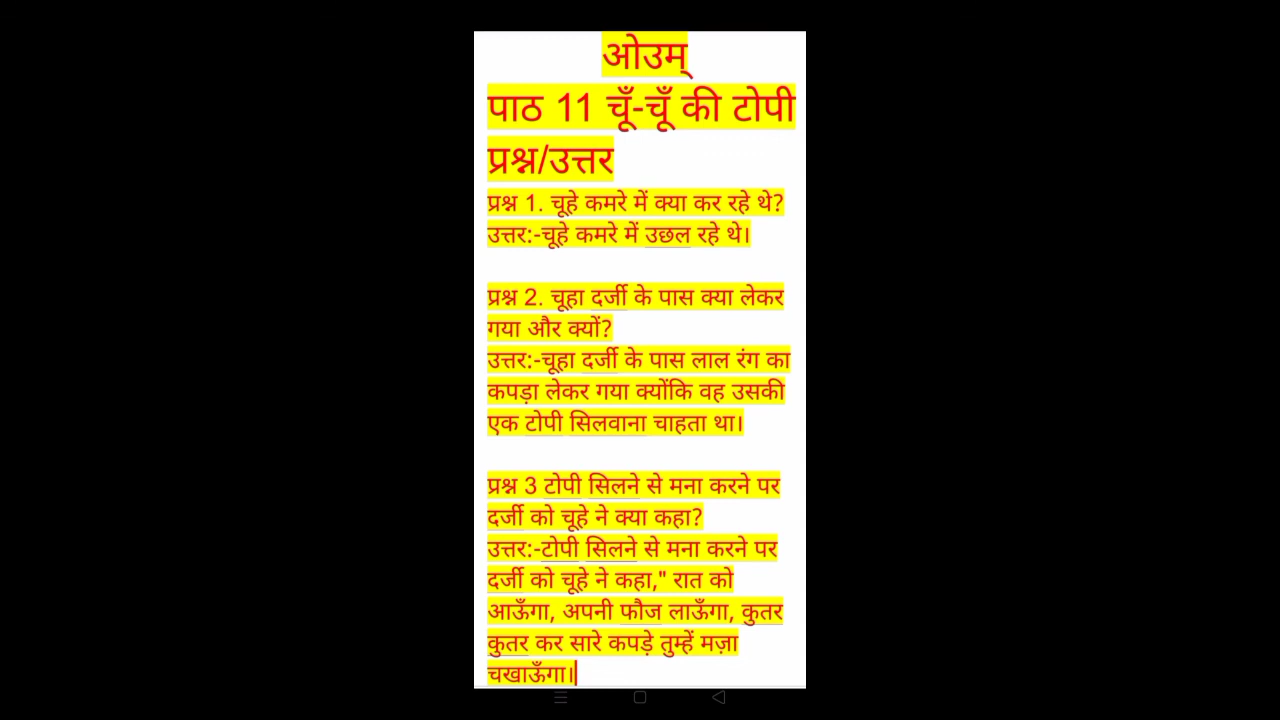 ओउम्
पाठ 11 चूँ-चूँ की टोपी
प्रश्न/उत्तर
प्रश्न 1. चूहे कमरे में क्या कर रहे थे?
उत्तर:-चूहे कमरे में उछल रहे थे।
प्रश्न 2. चूहा दर्जी के पास क्या लेकर
गया और क्यों?
उत्तर:-चूहा दर्जी के पास लाल रंग का
कपड़ा लेकर गया क्योंकि वह उसकी
एक टोपी सिलवाना चाहता था।
प्रश्न 3 टोपी सिलने से मना करने पर
दर्जी को चूहे ने क्या कहा?
उत्तर:-टोपी सिलने से मना करने पर
दर्जी को चूहे ने कहा," रात को
आऊँगा, अपनी फौज लाऊँगा, कुतर
कुतर कर सारे कपड़े तुम्हें मज़ा
चखाऊँगा।